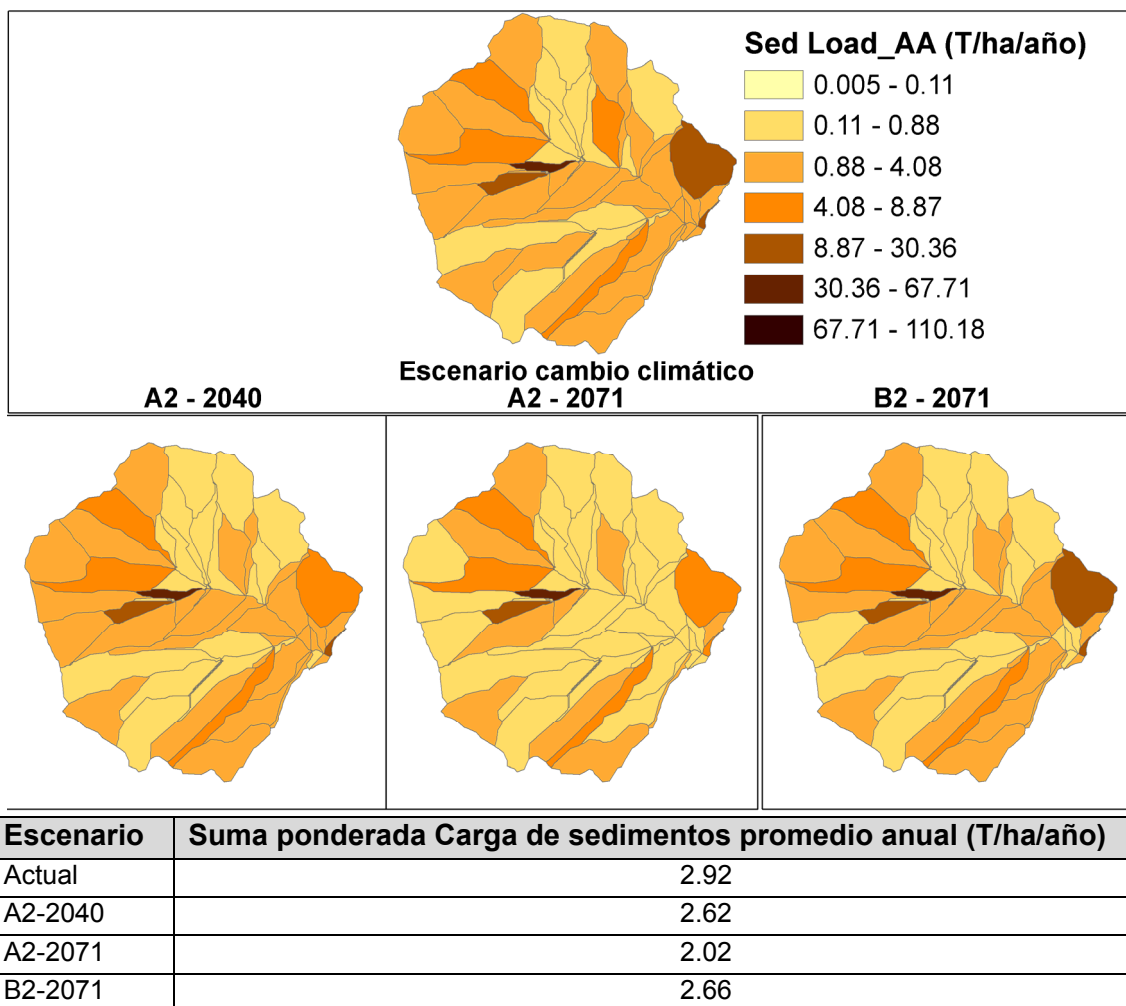 Sed Load_AA (T/ha/año)
0.005 - 0.11
0.11 - 0.88
0.88 - 4.08
4.08 - 8.87
8.87 - 30.36
30.36 - 67.71
67.71 - 110.18
Escenario cambio climático
A2 - 2040 A2 - 2071 B2 - 2071
Escenario Suma ponderada Carga de sedimentos promedio anual (T/ha/año)
Actual 2.92
A2-2040 2.62
A2-2071 2.02
B2-2071 2.66